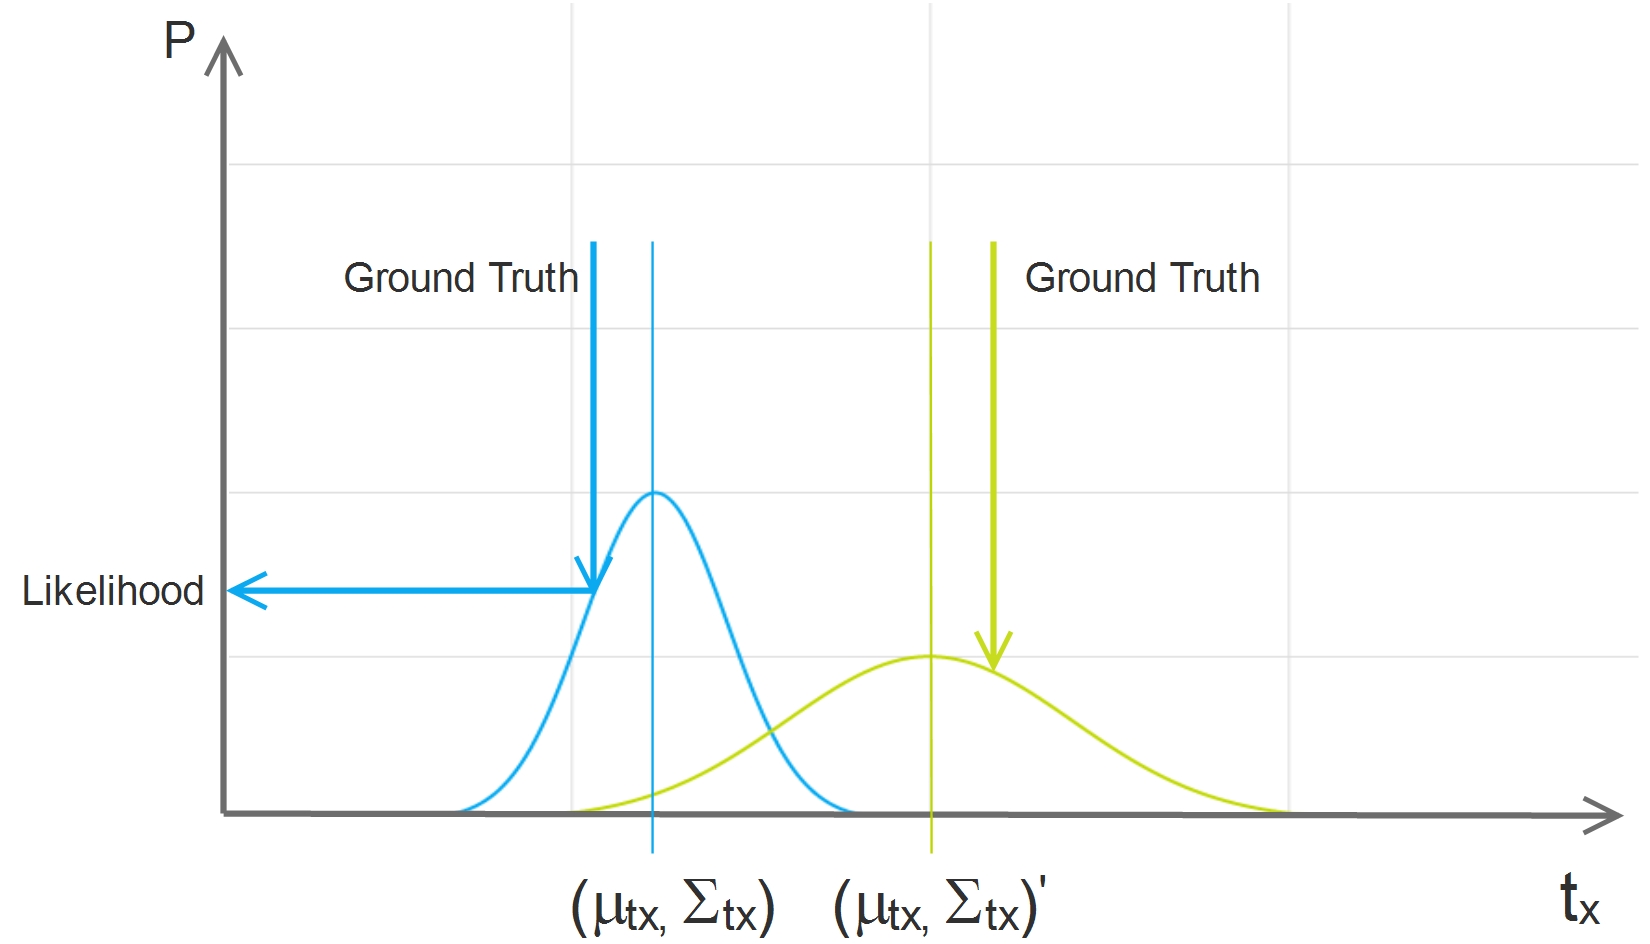 P
Ground Truth
Ground Truth
Likelihood
(μtx, Σtx)
(μtx, Σtx)'
tx